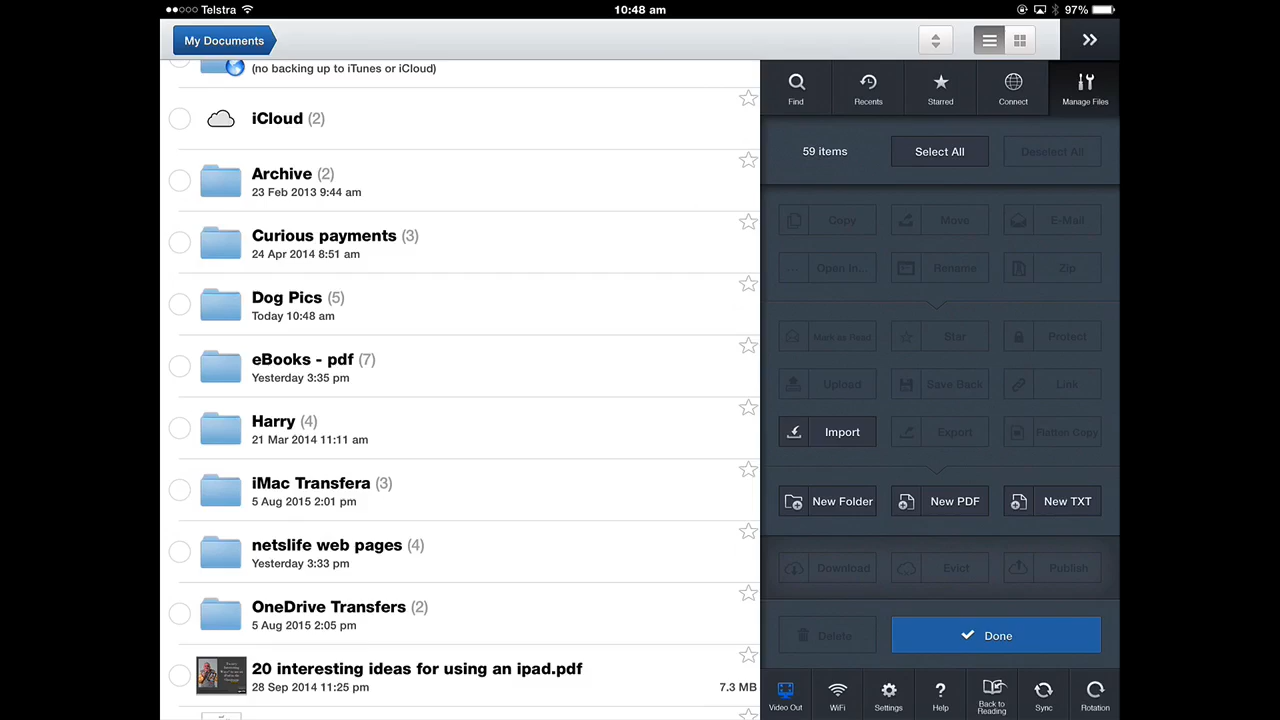 Telstra
10:48 am
97%
My Documents
(no backing up to iTunes or iCloud)
iCloud (2)
Archive (2)
23 Feb 2013 9:44 am
Curious payments (3)
24 Apr 2014 8:51 am
Dog Pics (5)
Today 10:48 am
eBooks - pdf (7)
Yesterday 3:35 pm
Harry (4)
21 Mar 2014 11:11 am
iMac Transfera (3)
5 Aug 2015 2:01 pm
netslife web pages (4)
Yesterday 3:33 pm
OneDrive Transfers (2)
5 Aug 2015 2:05 pm
20 interesting ideas for using an ipad.pdf
28 Sep 2014 11:25 pm
7.3 MB
Find
Recents
Starred
Connect
Manage Files
59 items
Select All
Deselect All
Copy
Move
E-Mail
Open In...
Rename
Zip
Mark as Read
Star
Protect
Upload
Save Back
Link
Import
Export
Flatten Copy
New Folder
New PDF
New TXT
Download
Evict
Publish
Delete
Done
Video Out
WiFi
Settings
Help
Back to
Reading
Sync
Rotation